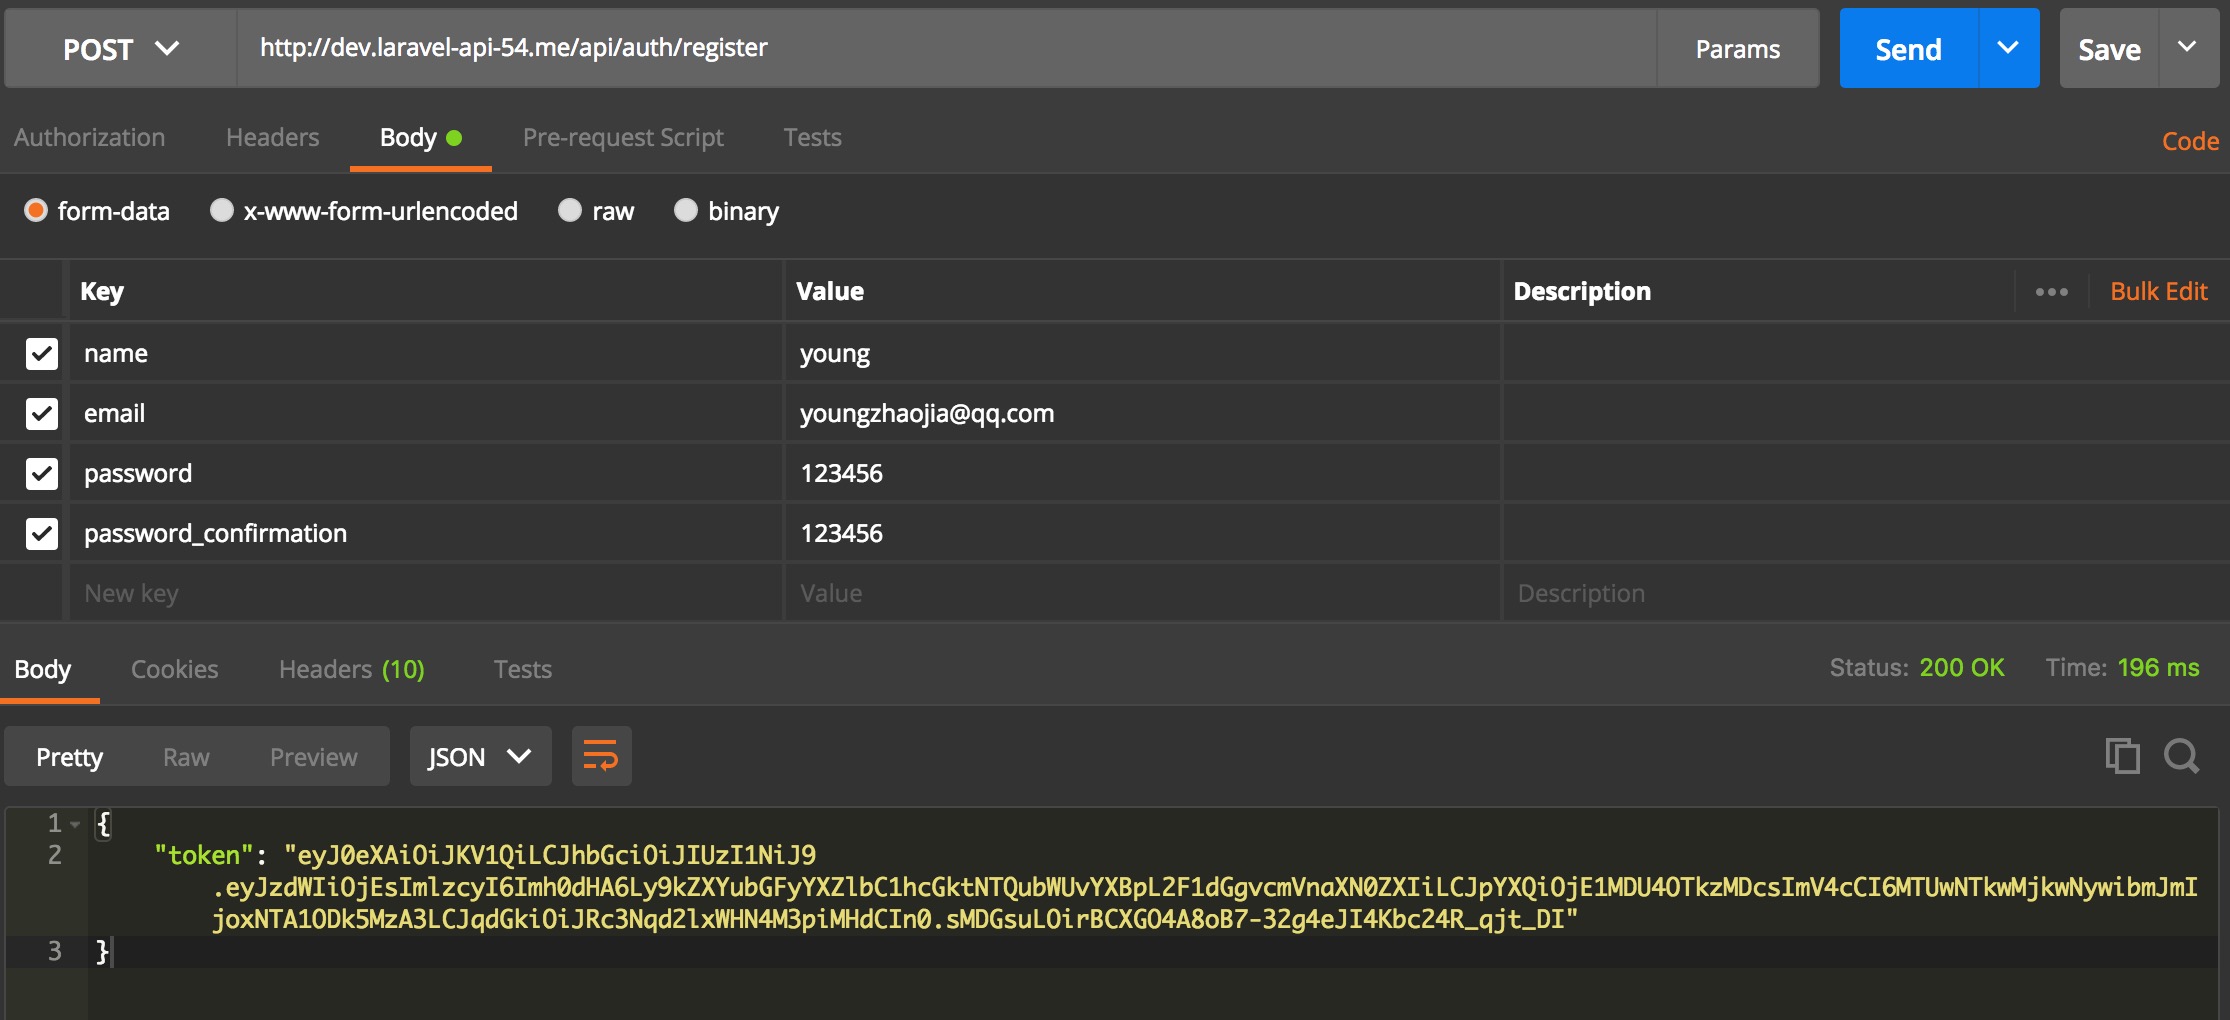 POST http://dev.laravel-api-54.me/api/auth/register Params Send Save
Authorization Headers Body Pre-request Script Tests Code
form-data x-www-form-urlencoded raw binary
Key Value Description ••• Bulk Edit
name young
email youngzhaojia@qq.com
password 123456
password_confirmation 123456
New key Value Description
Body Cookies Headers (10) Tests Status: 200 OK Time: 196 ms
Pretty Raw Preview JSON
1 {
2 "token": "eyJ0eXAiOiJKV1QiLCJhbGciOiJIUzI1NiJ9
.eyJzdWIiOjEsImlzcyI6Imh0dHA6Ly9kZXYubGFyYXZlbC1hcGktNTQubWUvYXBpL2F1dGgvcmVnaXN0ZXIiLCJpYXQiOjE1MDU4OTkzMDcsImV4cCI6MTUwNTkwMjkwNywibmJmI
joxNTA1ODk5MzA3LCJqdGkiOiJRc3Nqd2lxWHN4M3piMHdCIn0.sMDGsuLOirBCXGO4A8oB7-32g4eJI4Kbc24R_qjt_DI"
3 }